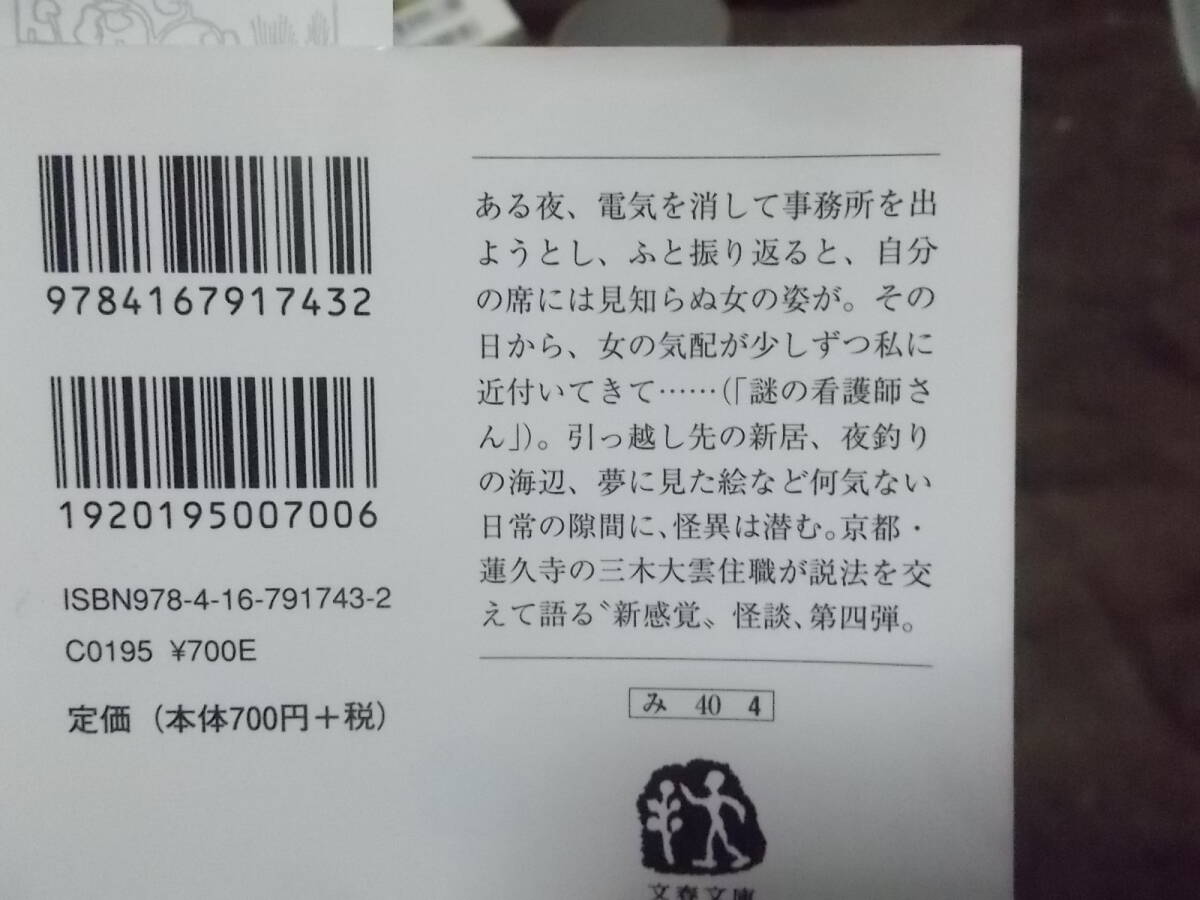 9784167917432
1920195007006
ISBN978-4-16-791743-2
C0195 ¥700E
定価（本体700円＋税）
ある夜、電気を消して事務所を出
ようとし、ふと振り返ると、自分
の席には見知らぬ女の姿が。その
日から、女の気配が少しずつ私に
近付いてきて……（「謎の看護師さ
ん」）。引っ越し先の新居、夜釣り
の海辺、夢に見た絵など何気ない
日常の隙間に、怪異は潜む。京都・
蓮久寺の三木大雲住職が説法を交
えて語る〝新感覚〟怪談、第四弾。
み 40 4
文春文庫